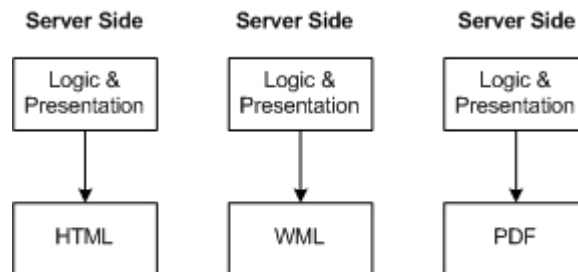 Server Side Server Side Server Side
Logic & Logic & Logic &
Presentation Presentation Presentation
HTML WML PDF